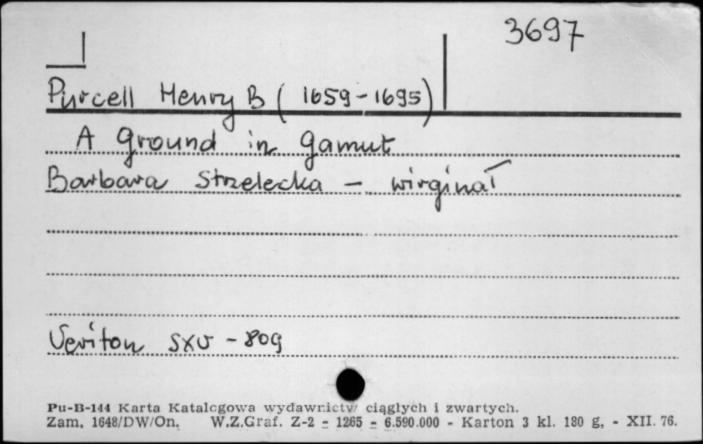 3697
Purcell Henry B (1659-1695)
A ground in gamut
Barbara Strzelecka - wirginał
Veriton SXV - 809
Pu-B-144 Karta Katalogowa wydawnictw ciągłych i zwartych.
Zam. 1648/DW/On. W.Z.Graf. Z-2 - 1265 - 6.590.000 - Karton 3 kl. 180 g. - XII. 76.